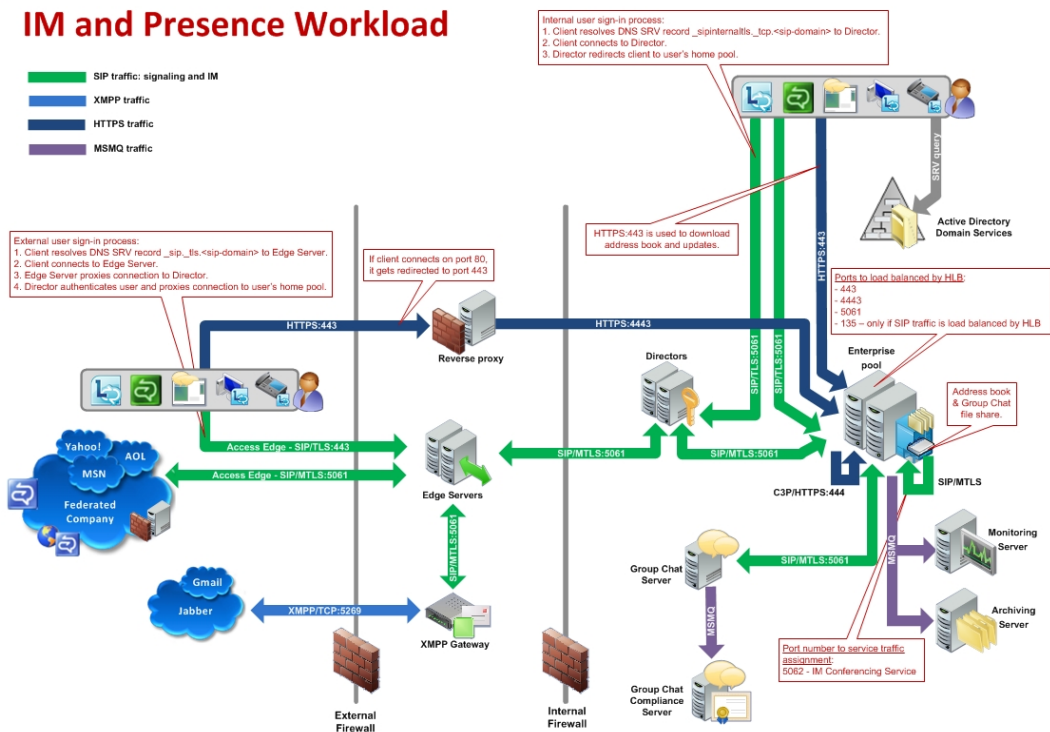 IM and Presence Workload
SIP traffic: signaling and IM
XMPP traffic
HTTPS traffic
MSMQ traffic
Internal user sign-in process:
1. Client resolves DNS SRV record _sipinternaltls._tcp.<sip-domain> to Director.
2. Client connects to Director.
3. Director redirects client to user's home pool.
SRV query
Active Directory
Domain Services
HTTPS:443 is used to download
address book and updates.
HTTPS:443
External user sign-in process:
1. Client resolves DNS SRV record _sip._tls.<sip-domain> to Edge Server.
2. Client connects to Edge Server.
3. Edge Server proxies connection to Director.
4. Director authenticates user and proxies connection to user's home pool.
If client connects on port 80,
it gets redirected to port 443
Ports to load balanced by HLB:
- 443
- 4443
- 5061
- 135 – only if SIP traffic is load balanced by HLB
HTTPS:443
Reverse proxy
HTTPS:4443
SIP/TLS:5061
SIP/TLS:5061
Directors
Enterprise
pool
Address book
& Group Chat
file share.
Access Edge - SIP/TLS:443
Access Edge - SIP/MTLS:5061
Yahoo!
AOL
MSN
Federated
Company
Edge Servers
SIP/MTLS:5061
SIP/MTLS:5061
C3P/HTTPS:444
SIP/MTLS
SIP/MTLS:5061
Gmail
Jabber
XMPP/TCP:5269
XMPP Gateway
Group Chat
Server
SIP/MTLS:5061
MSMQ
Monitoring
Server
Archiving
Server
MSMQ
Group Chat
Compliance
Server
Port number to service traffic
assignment:
5062 - IM Conferencing Service
External
Firewall
Internal
Firewall